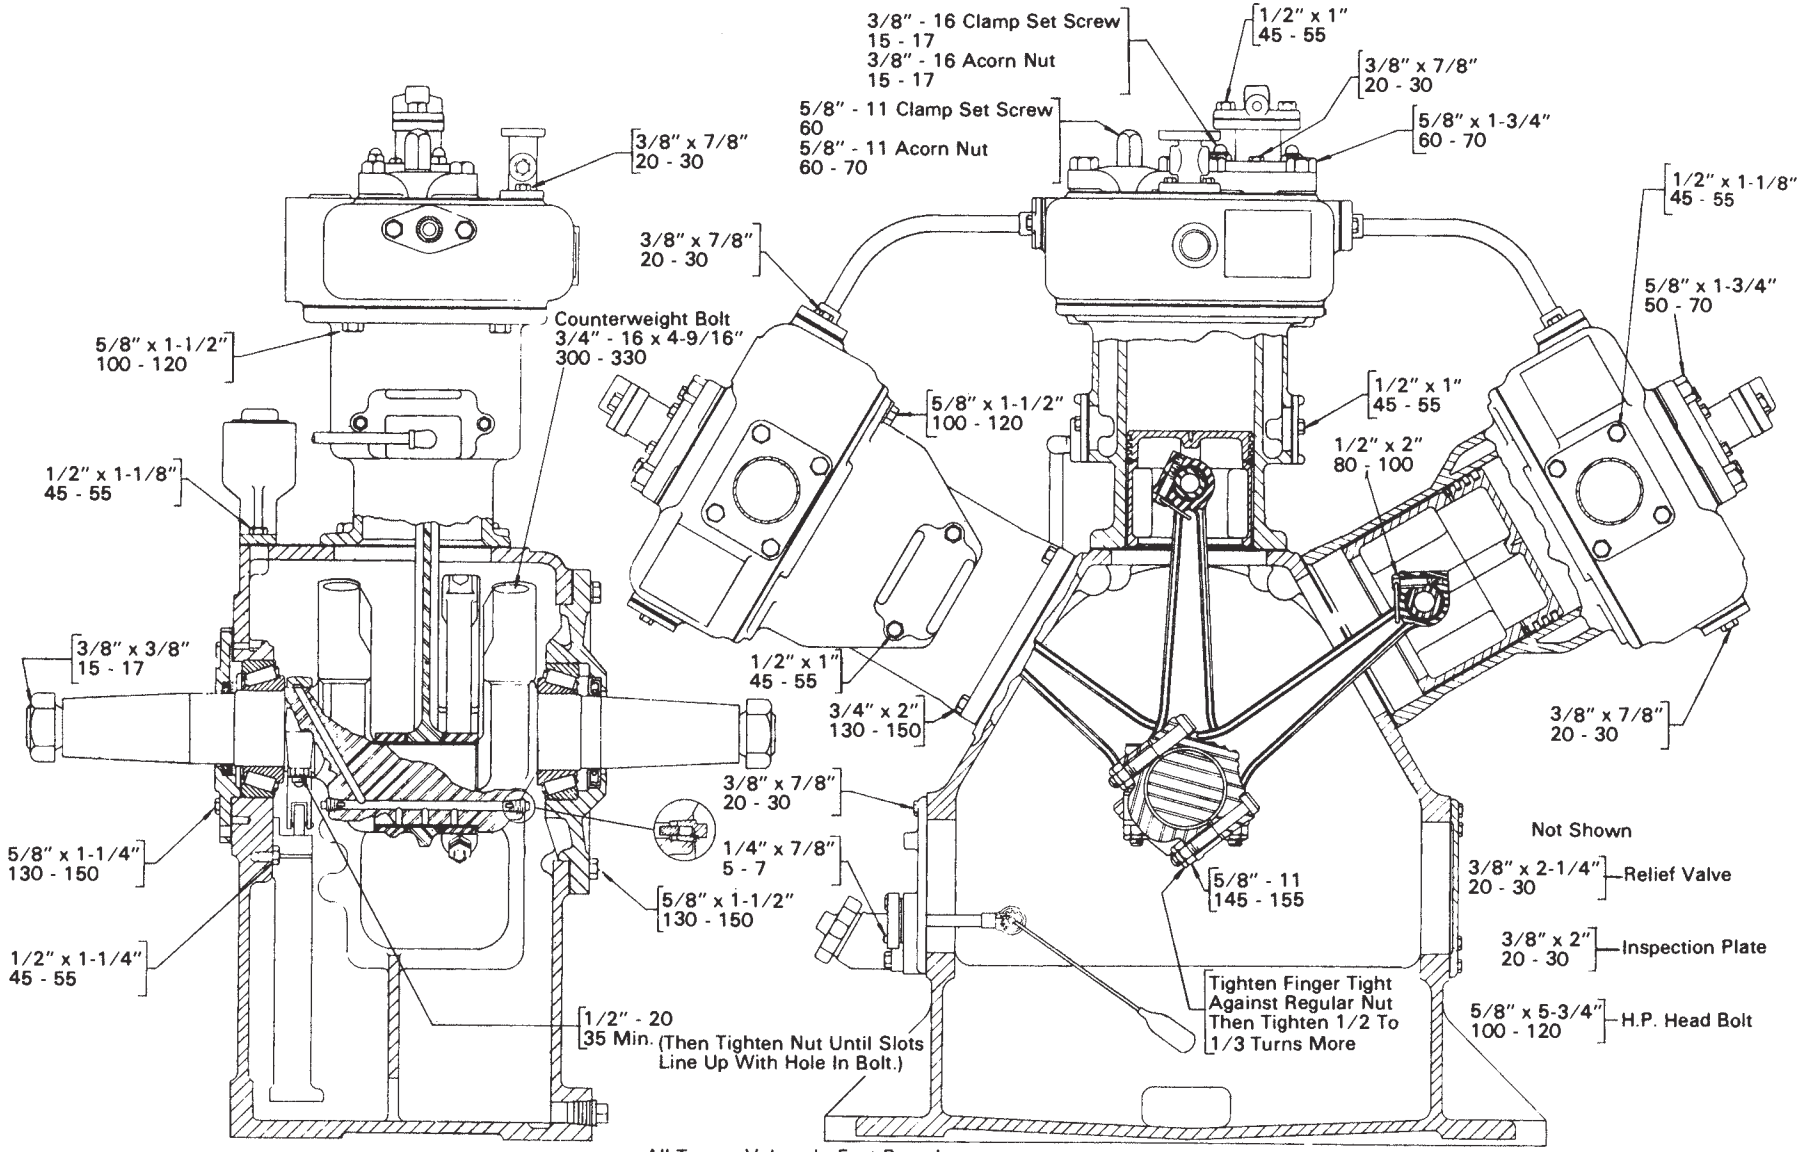 3/8" - 16 Clamp Set Screw
15 - 17
3/8" - 16 Acorn Nut
15 - 17
1/2" x 1"
45 - 55
3/8" x 7/8"
20 - 30
5/8" - 11 Clamp Set Screw
60
5/8" - 11 Acorn Nut
60 - 70
5/8" x 1-3/4"
60 - 70
3/8" x 7/8"
20 - 30
1/2" x 1-1/8"
45 - 55
3/8" x 7/8"
20 - 30
5/8" x 1-3/4"
50 - 70
Counterweight Bolt
3/4" - 16 x 4-9/16"
300 - 330
5/8" x 1-1/2"
100 - 120
5/8" x 1-1/2"
100 - 120
1/2" x 1"
45 - 55
1/2" x 2"
80 - 100
1/2" x 1-1/8"
45 - 55
3/8" x 3/8"
15 - 17
1/2" x 1"
45 - 55
3/4" x 2"
130 - 150
3/8" x 7/8"
20 - 30
3/8" x 7/8"
20 - 30
5/8" x 1-1/4"
130 - 150
1/4" x 7/8"
5 - 7
5/8" x 1-1/2"
130 - 150
5/8" - 11
145 - 155
Not Shown
3/8" x 2-1/4"
20 - 30
Relief Valve
3/8" x 2"
20 - 30
Inspection Plate
5/8" x 5-3/4"
100 - 120
H.P. Head Bolt
1/2" x 1-1/4"
45 - 55
1/2" - 20
35 Min. (Then Tighten Nut Until Slots
Line Up With Hole In Bolt.)
Tighten Finger Tight
Against Regular Nut
Then Tighten 1/2 To
1/3 Turns More